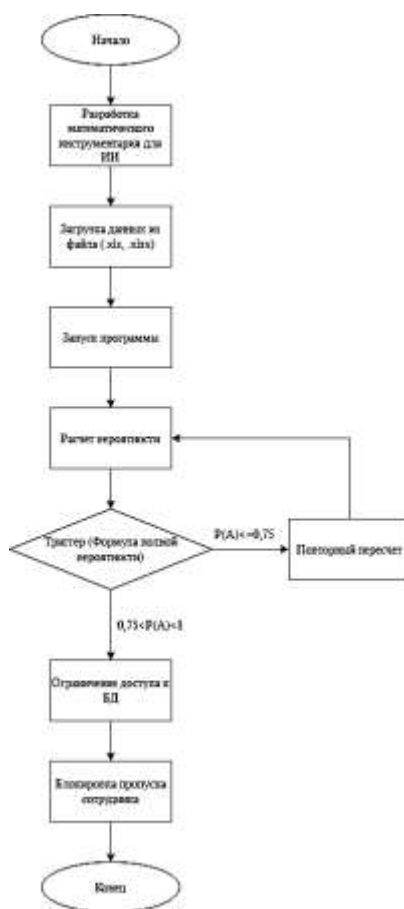 Начало
Разработка
математического
инструментария для
ИИ
Загрузка данных из
файла (.xls, .xlsx)
Запуск программы
Расчет вероятности
Триггер (Формула полной
вероятности)
P(A)<=0,75
Повторный пересчет
0,75<P(A)<1
Ограничение доступа к
БД
Блокировка пропуска
сотрудника
Конец